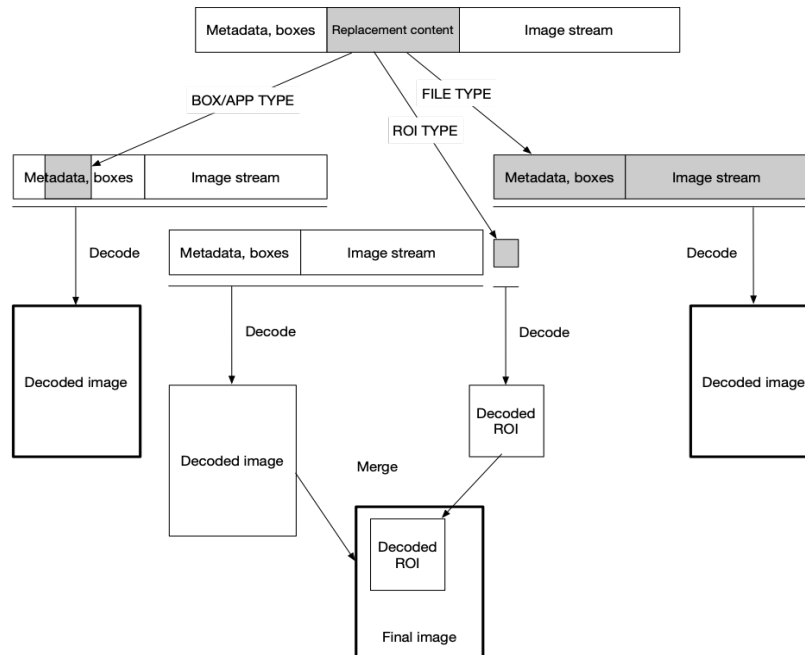 Metadata, boxes Replacement content Image stream
BOX/APP TYPE
FILE TYPE
ROI TYPE
Metadata, boxes Image stream
Metadata, boxes Image stream
Metadata, boxes Image stream
Decode
Decode
Decode
Decode
Decoded image
Decoded image
Decoded image
Decoded
ROI
Merge
Decoded
ROI
Final image